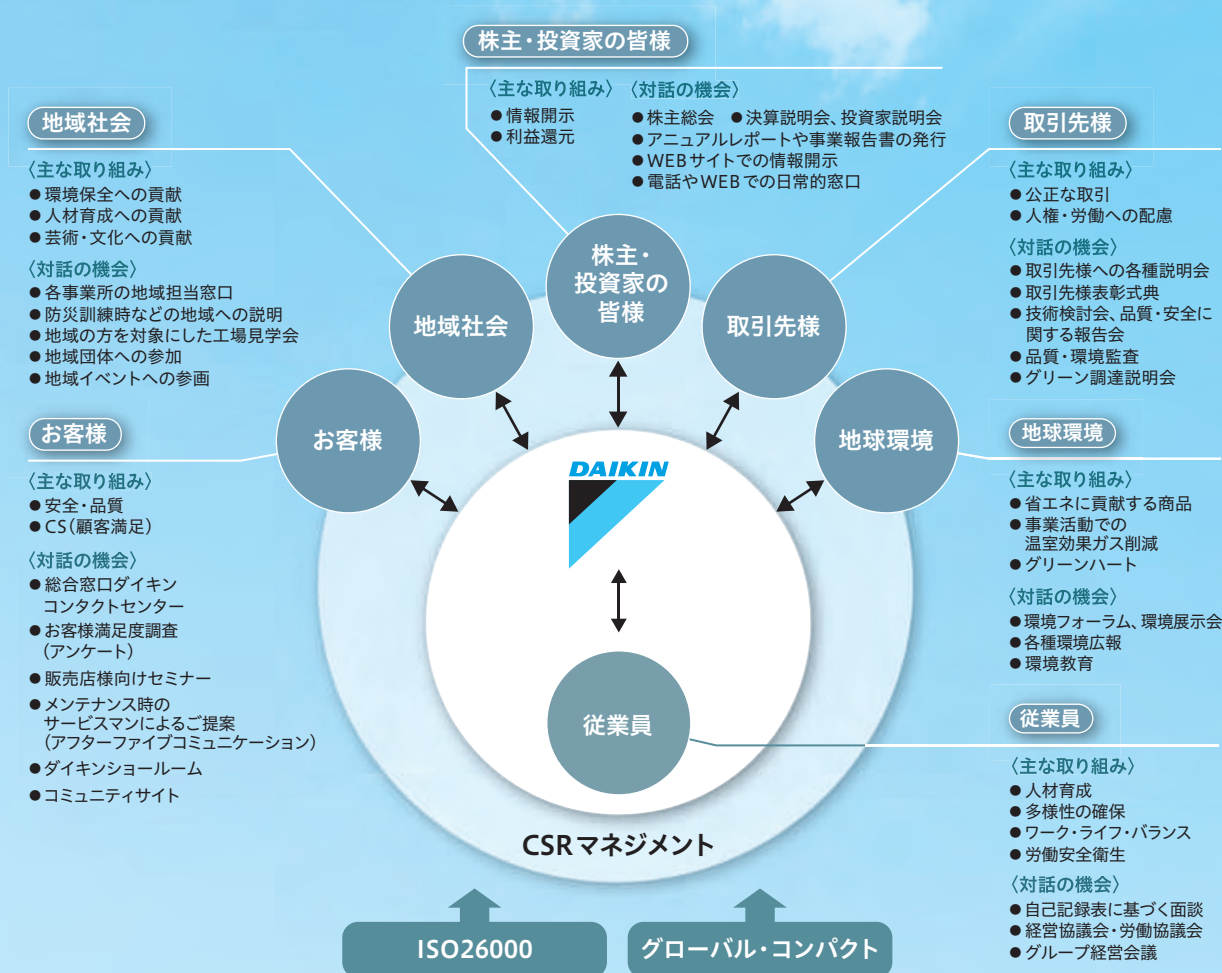 株主・投資家の皆様
〈主な取り組み〉
●情報開示
●利益還元
〈対話の機会〉
●株主総会 ●決算説明会、投資家説明会
●アニュアルレポートや事業報告書の発行
●WEBサイトでの情報開示
●電話やWEBでの日常的窓口
地域社会
〈主な取り組み〉
●環境保全への貢献
●人材育成への貢献
●芸術・文化への貢献
〈対話の機会〉
●各事業所の地域担当窓口
●防災訓練時などの地域への説明
●地域の方を対象にした工場見学会
●地域団体への参加
●地域イベントへの参画
お客様
〈主な取り組み〉
●安全・品質
●CS(顧客満足)
〈対話の機会〉
●総合窓口ダイキン
コンタクトセンター
●お客様満足度調査
(アンケート)
●販売店様向けセミナー
●メンテナンス時の
サービスマンによるご提案
(アフターファイブコミュニケーション)
●ダイキンショールーム
●コミュニティサイト
取引先様
〈主な取り組み〉
●公正な取引
●人権・労働への配慮
〈対話の機会〉
●取引先様への各種説明会
●取引先様表彰式典
●技術検討会、品質・安全に
関する報告会
●品質・環境監査
●グリーン調達説明会
地球環境
〈主な取り組み〉
●省エネに貢献する商品
●事業活動での
温室効果ガス削減
●グリーンハート
〈対話の機会〉
●環境フォーラム、環境展示会
●各種環境広報
●環境教育
従業員
〈主な取り組み〉
●人材育成
●多様性の確保
●ワーク・ライフ・バランス
●労働安全衛生
〈対話の機会〉
●自己記録表に基づく面談
●経営協議会・労働協議会
●グループ経営会議
お客様
地域社会
株主・
投資家の
皆様
取引先様
地球環境
DAIKIN
従業員
CSRマネジメント
ISO26000
グローバル・コンパクト